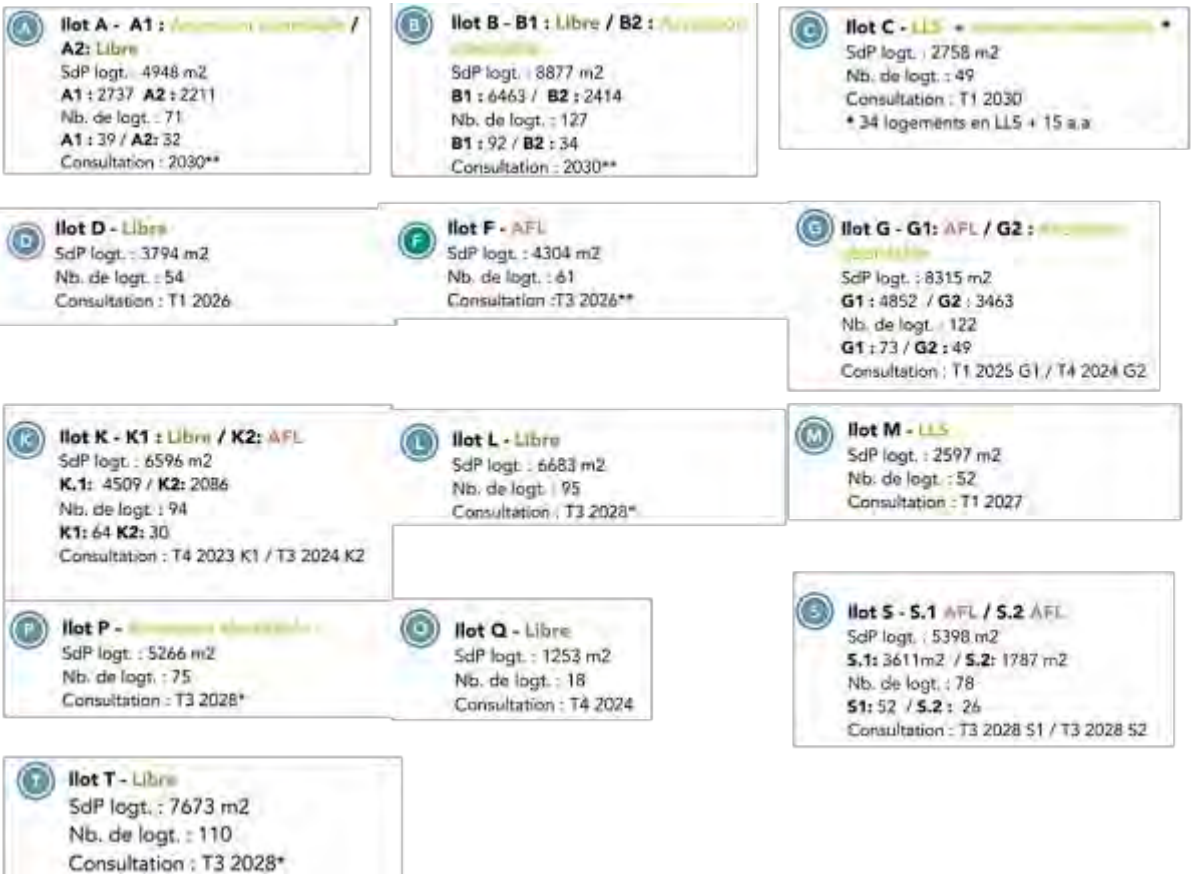 A
Ilot A - A1 : Accession abordable /
A2: Libre
SdP logt. : 4948 m2
A1 : 2737 A2 : 2211
Nb. de logt. : 71
A1 : 39 / A2: 32
Consultation : 2030**
B
Ilot B - B1 : Libre / B2 : Accession
abordable
SdP logt. : 8877 m2
B1 : 6463 / B2 : 2414
Nb. de logt. : 127
B1 : 92 / B2 : 34
Consultation : 2030**
C
Ilot C - LLS + *
SdP logt. : 2758 m2
Nb. de logt. : 49
Consultation : T1 2030
* 34 logements en LLS + 15 a.a
D
Ilot D - Libre
SdP logt. : 3794 m2
Nb. de logt. : 54
Consultation : T1 2026
F
Ilot F - AFL
SdP logt. : 4304 m2
Nb. de logt. : 61
Consultation :T3 2026**
G
Ilot G - G1: AFL / G2 : Accession
abordable
SdP logt. : 8315 m2
G1 : 4852 / G2 : 3463
Nb. de logt. : 122
G1 : 73 / G2 : 49
Consultation : T1 2025 G1 / T4 2024 G2
K
Ilot K - K1 : Libre / K2: AFL
SdP logt. : 6596 m2
K.1: 4509 / K2: 2086
Nb. de logt. : 94
K1: 64 K2: 30
Consultation : T4 2023 K1 / T3 2024 K2
L
Ilot L - Libre
SdP logt. : 6683 m2
Nb. de logt. : 95
Consultation : T3 2028*
M
Ilot M - LLS
SdP logt. : 2597 m2
Nb. de logt. : 52
Consultation : T1 2027
P
Ilot P - Accession abordable
SdP logt. : 5266 m2
Nb. de logt. : 75
Consultation : T3 2028*
Q
Ilot Q - Libre
SdP logt. : 1253 m2
Nb. de logt. : 18
Consultation : T4 2024
S
Ilot S - S.1 AFL / S.2 AFL
SdP logt. : 5398 m2
S.1: 3611m2 / S.2: 1787 m2
Nb. de logt. : 78
S1: 52 / S.2 : 26
Consultation : T3 2028 S1 / T3 2028 S2
T
Ilot T - Libre
SdP logt. : 7673 m2
Nb. de logt. : 110
Consultation : T3 2028*